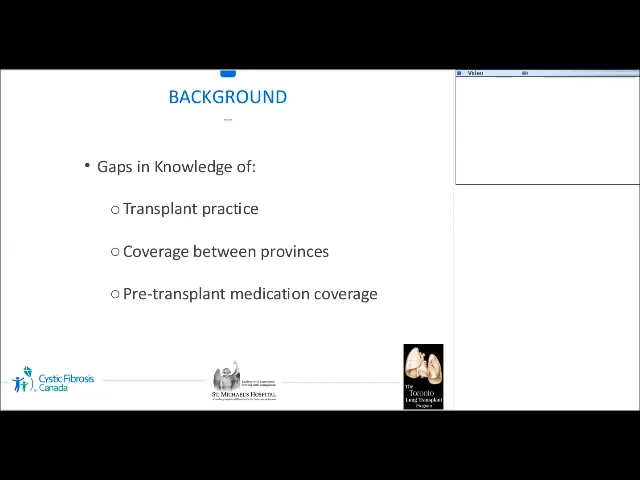 Video
BACKGROUND
• Gaps in Knowledge of:
o Transplant practice
o Coverage between provinces
o Pre-transplant medication coverage
Cystic Fibrosis
Canada
ST. MICHAEL'S HOSPITAL
The
Toronto
Lung Transplant
Program